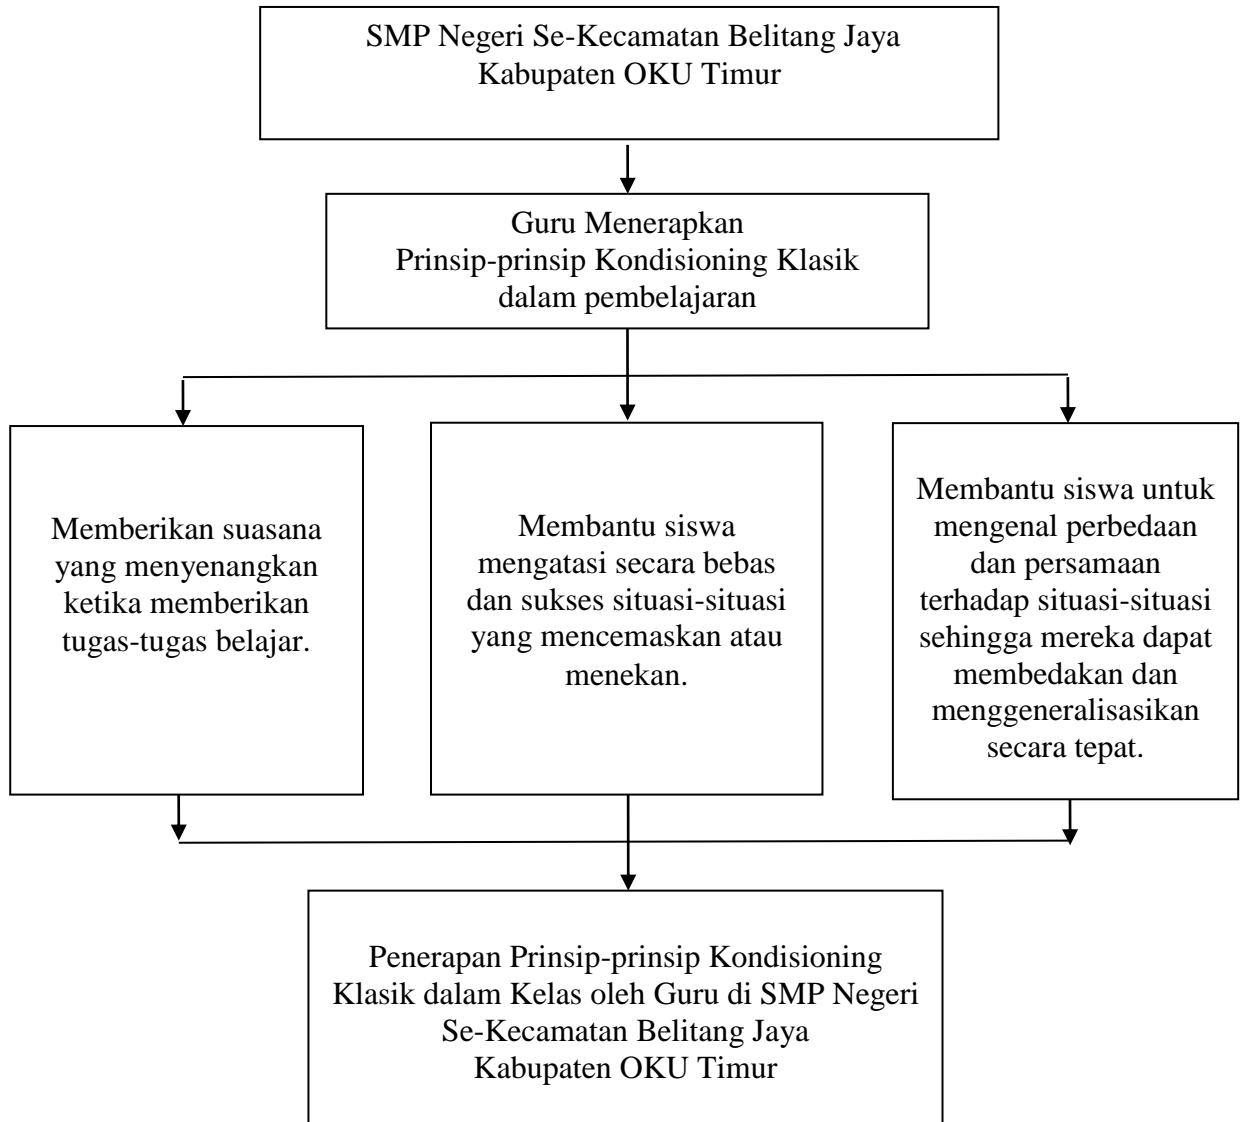 SMP Negeri Se-Kecamatan Belitang Jaya
Kabupaten OKU Timur
Guru Menerapkan
Prinsip-prinsip Kondisioning Klasik
dalam pembelajaran
Memberikan suasana
yang menyenangkan
ketika memberikan
tugas-tugas belajar.
Membantu siswa
mengatasi secara bebas
dan sukses situasi-situasi
yang mencemaskan atau
menekan.
Membantu siswa untuk
mengenal perbedaan
dan persamaan
terhadap situasi-situasi
sehingga mereka dapat
membedakan dan
menggeneralisasikan
secara tepat.
Penerapan Prinsip-prinsip Kondisioning
Klasik dalam Kelas oleh Guru di SMP Negeri
Se-Kecamatan Belitang Jaya
Kabupaten OKU Timur